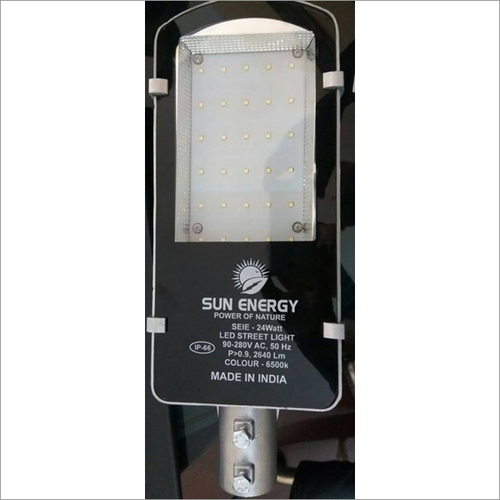 SUN ENERGY
POWER OF NATURE
SEIE - 24Watt
LED STREET LIGHT
90-280V AC, 50 Hz
IP-66
P>0.9, 2640 Lm
COLOUR - 6500k
MADE IN INDIA